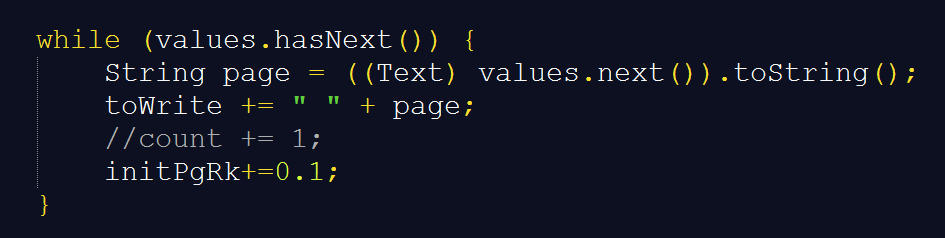 while (values.hasNext()) {
    String page = ((Text) values.next()).toString();
    toWrite += " " + page;
    //count += 1;
    initPgRk+=0.1;
}